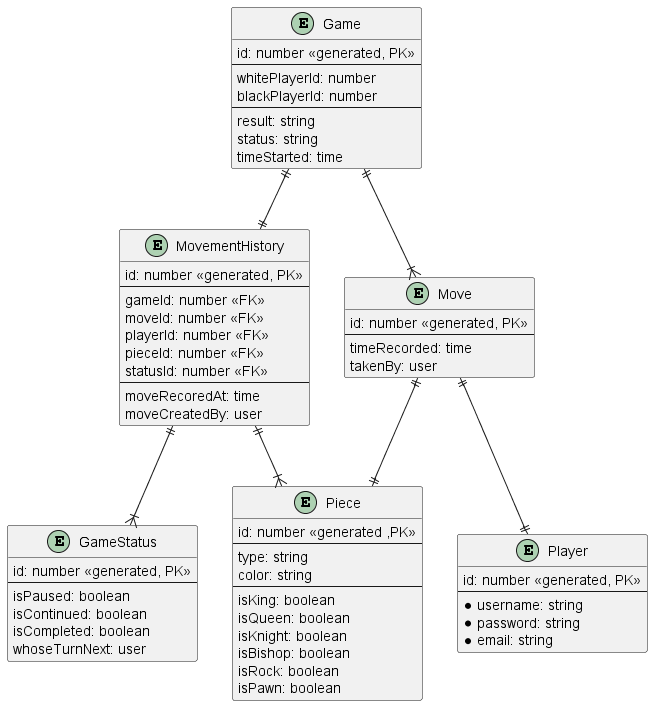 E Game
id: number «generated, PK»
whitePlayerId: number
blackPlayerId: number
result: string
status: string
timeStarted: time
E MovementHistory
id: number «generated, PK»
gameId: number «FK»
moveId: number «FK»
playerId: number «FK»
pieceId: number «FK»
statusId: number «FK»
moveRecoredAt: time
moveCreatedBy: user
E Move
id: number «generated, PK»
timeRecorded: time
takenBy: user
E GameStatus
id: number «generated, PK»
isPaused: boolean
isContinued: boolean
isCompleted: boolean
whoseTurnNext: user
E Piece
id: number «generated ,PK»
type: string
color: string
isKing: boolean
isQueen: boolean
isKnight: boolean
isBishop: boolean
isRock: boolean
isPawn: boolean
E Player
id: number «generated, PK»
username: string
password: string
email: string